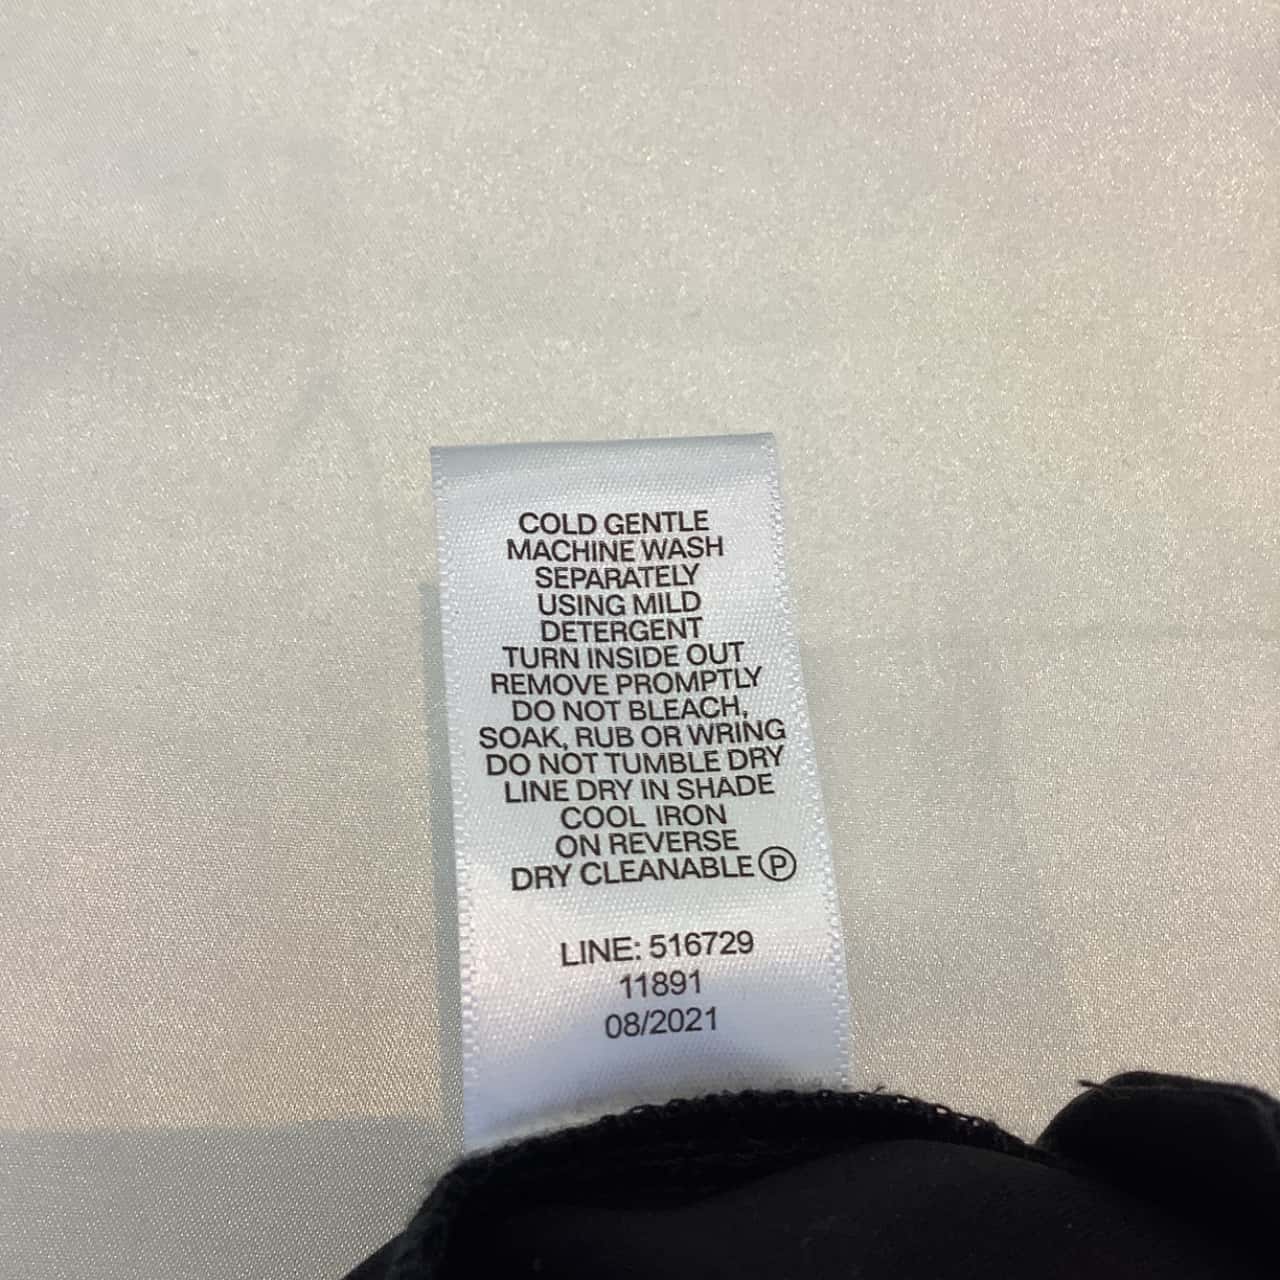 COLD GENTLE
MACHINE WASH
SEPARATELY
USING MILD
DETERGENT
TURN INSIDE OUT
REMOVE PROMPTLY
DO NOT BLEACH,
SOAK, RUB OR WRING
DO NOT TUMBLE DRY
LINE DRY IN SHADE
COOL IRON
ON REVERSE
DRY CLEANABLE Ⓟ
LINE: 516729
11891
08/2021